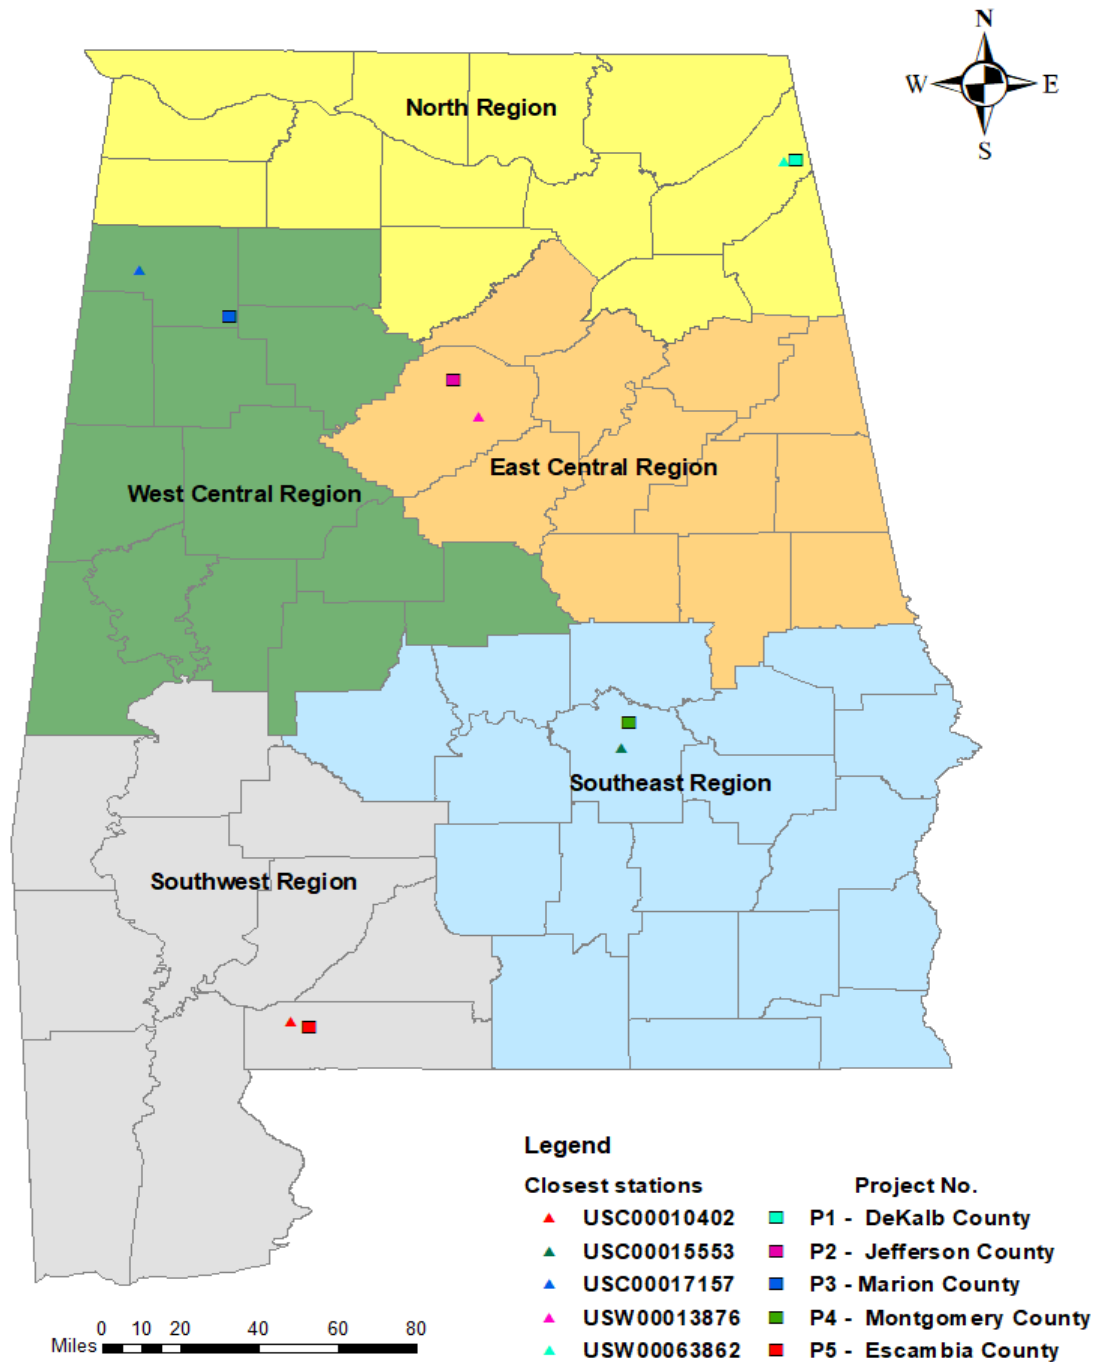 N
W E
S
North Region
East Central Region
West Central Region
Southeast Region
Southwest Region
Legend
Closest stations Project No.
USC00010402 P1 - DeKalb County
USC00015553 P2 - Jefferson County
USC00017157 P3 - Marion County
USW00013876 P4 - Montgomery County
USW00063862 P5 - Escambia County
0 10 20 40 60 80
Miles